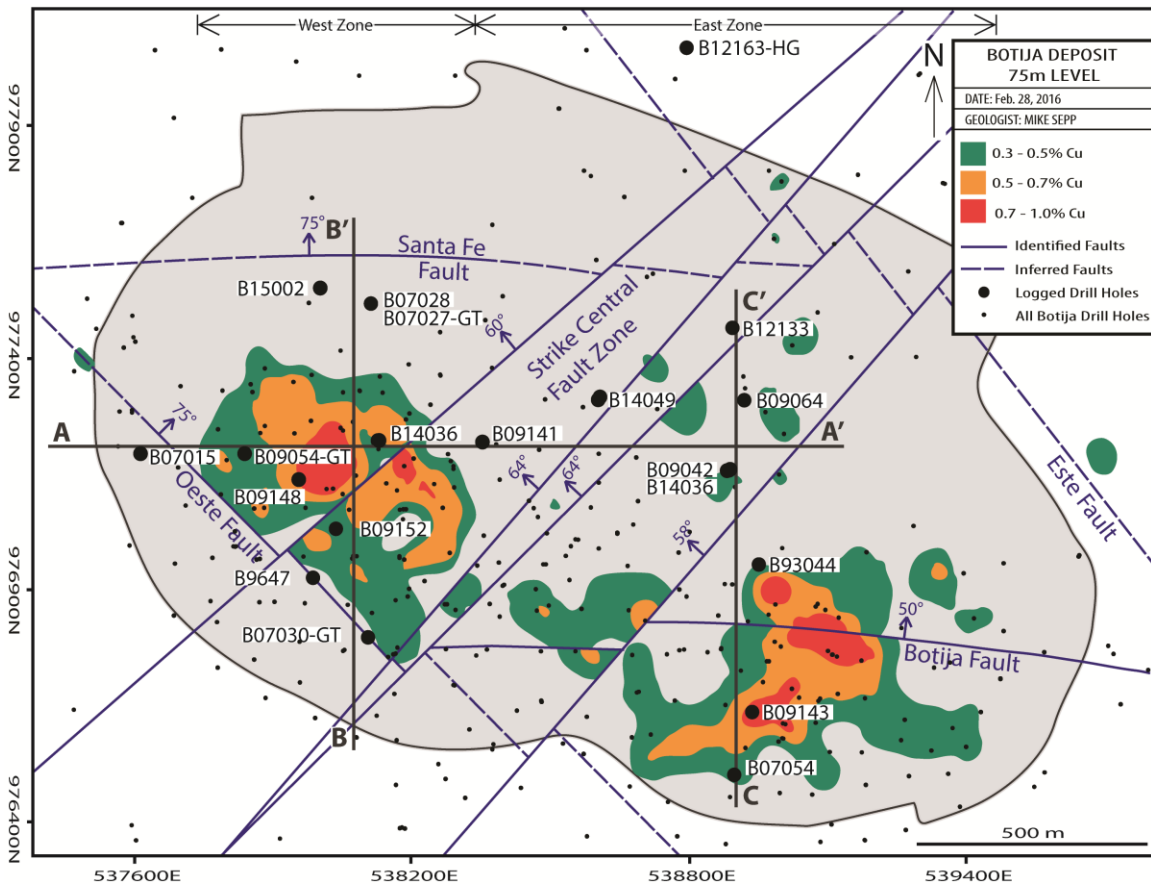 West Zone
East Zone
B12163-HG
N
BOTIJA DEPOSIT
75m LEVEL
DATE: Feb. 28, 2016
GEOLOGIST: MIKE SEPP
0.3 - 0.5% Cu
0.5 - 0.7% Cu
0.7 - 1.0% Cu
Identified Faults
Inferred Faults
Logged Drill Holes
All Botija Drill Holes
977900N
977400N
976900N
976400N
75°
B'
Santa Fe
Fault
B15002
B07028
B07027-GT
60°
Strike Central
Fault Zone
C'
B12133
B14049
B09064
75°
A
B07015
B09054-GT
B14036
B09141
A'
B09148
Oeste Fault
64°
64°
B09042
B14036
Este Fault
B09152
58°
B93044
B9647
B07030-GT
50°
Botija Fault
B
B09143
B07054
C
500 m
537600E
538200E
538800E
539400E